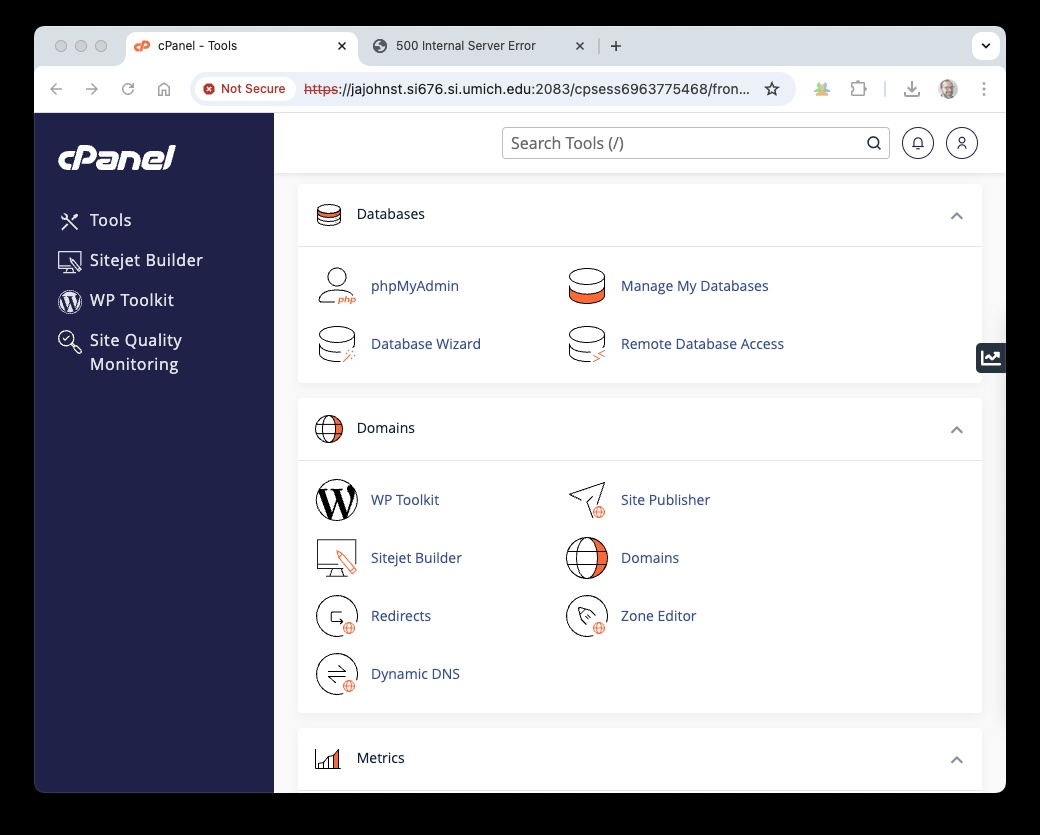 cPanel - Tools
500 Internal Server Error
Not Secure
https://jajohnst.si676.si.umich.edu:2083/cpsess6963775468/fron...
cPanel
Search Tools (/)
Tools
Sitejet Builder
WP Toolkit
Site Quality
Monitoring
Databases
phpMyAdmin
php
Manage My Databases
Database Wizard
Remote Database Access
Domains
WP Toolkit
Site Publisher
Sitejet Builder
Domains
Redirects
Zone Editor
Dynamic DNS
Metrics